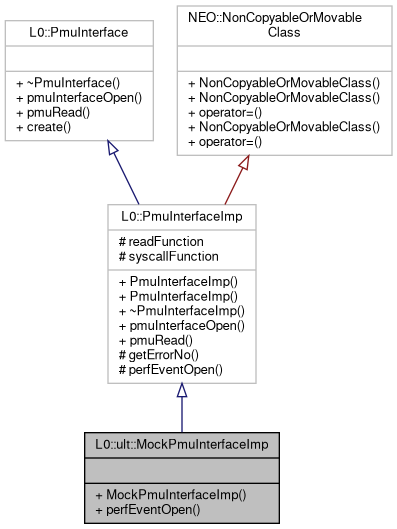 L0::PmuInterface
+ ~PmuInterface()
+ pmuInterfaceOpen()
+ pmuRead()
+ create()
NEO::NonCopyableOrMovable
Class
+ NonCopyableOrMovableClass()
+ NonCopyableOrMovableClass()
+ operator=()
+ NonCopyableOrMovableClass()
+ operator=()
L0::PmuInterfaceImp
# readFunction
# syscallFunction
+ PmuInterfaceImp()
+ PmuInterfaceImp()
+ ~PmuInterfaceImp()
+ pmuInterfaceOpen()
+ pmuRead()
# getErrorNo()
# perfEventOpen()
L0::ult::MockPmuInterfaceImp
+ MockPmuInterfaceImp()
+ perfEventOpen()